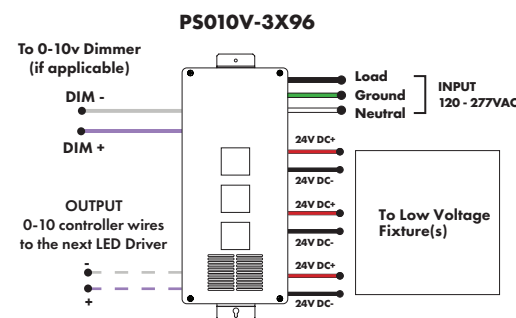 PS010V-3X96
To 0-10v Dimmer
(if applicable)
DIM -
DIM +
OUTPUT
0-10 controller wires
to the next LED Driver
-
+
Load
Ground
Neutral
INPUT
120 - 277VAC
24V DC+
24V DC-
24V DC+
24V DC-
24V DC+
24V DC-
To Low Voltage
Fixture(s)